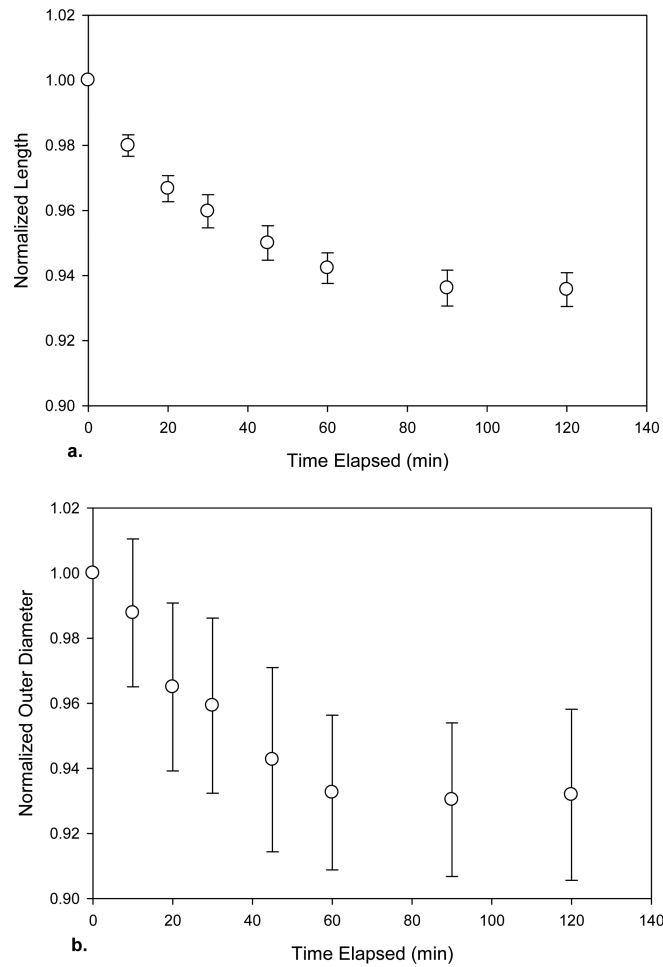 1.02
1.00
0.98
0.96
0.94
0.92
0.90
Normalized Length
0 20 40 60 80 100 120 140
a.
Time Elapsed (min)
1.02
1.00
0.98
0.96
0.94
0.92
0.90
Normalized Outer Diameter
0 20 40 60 80 100 120 140
b.
Time Elapsed (min)